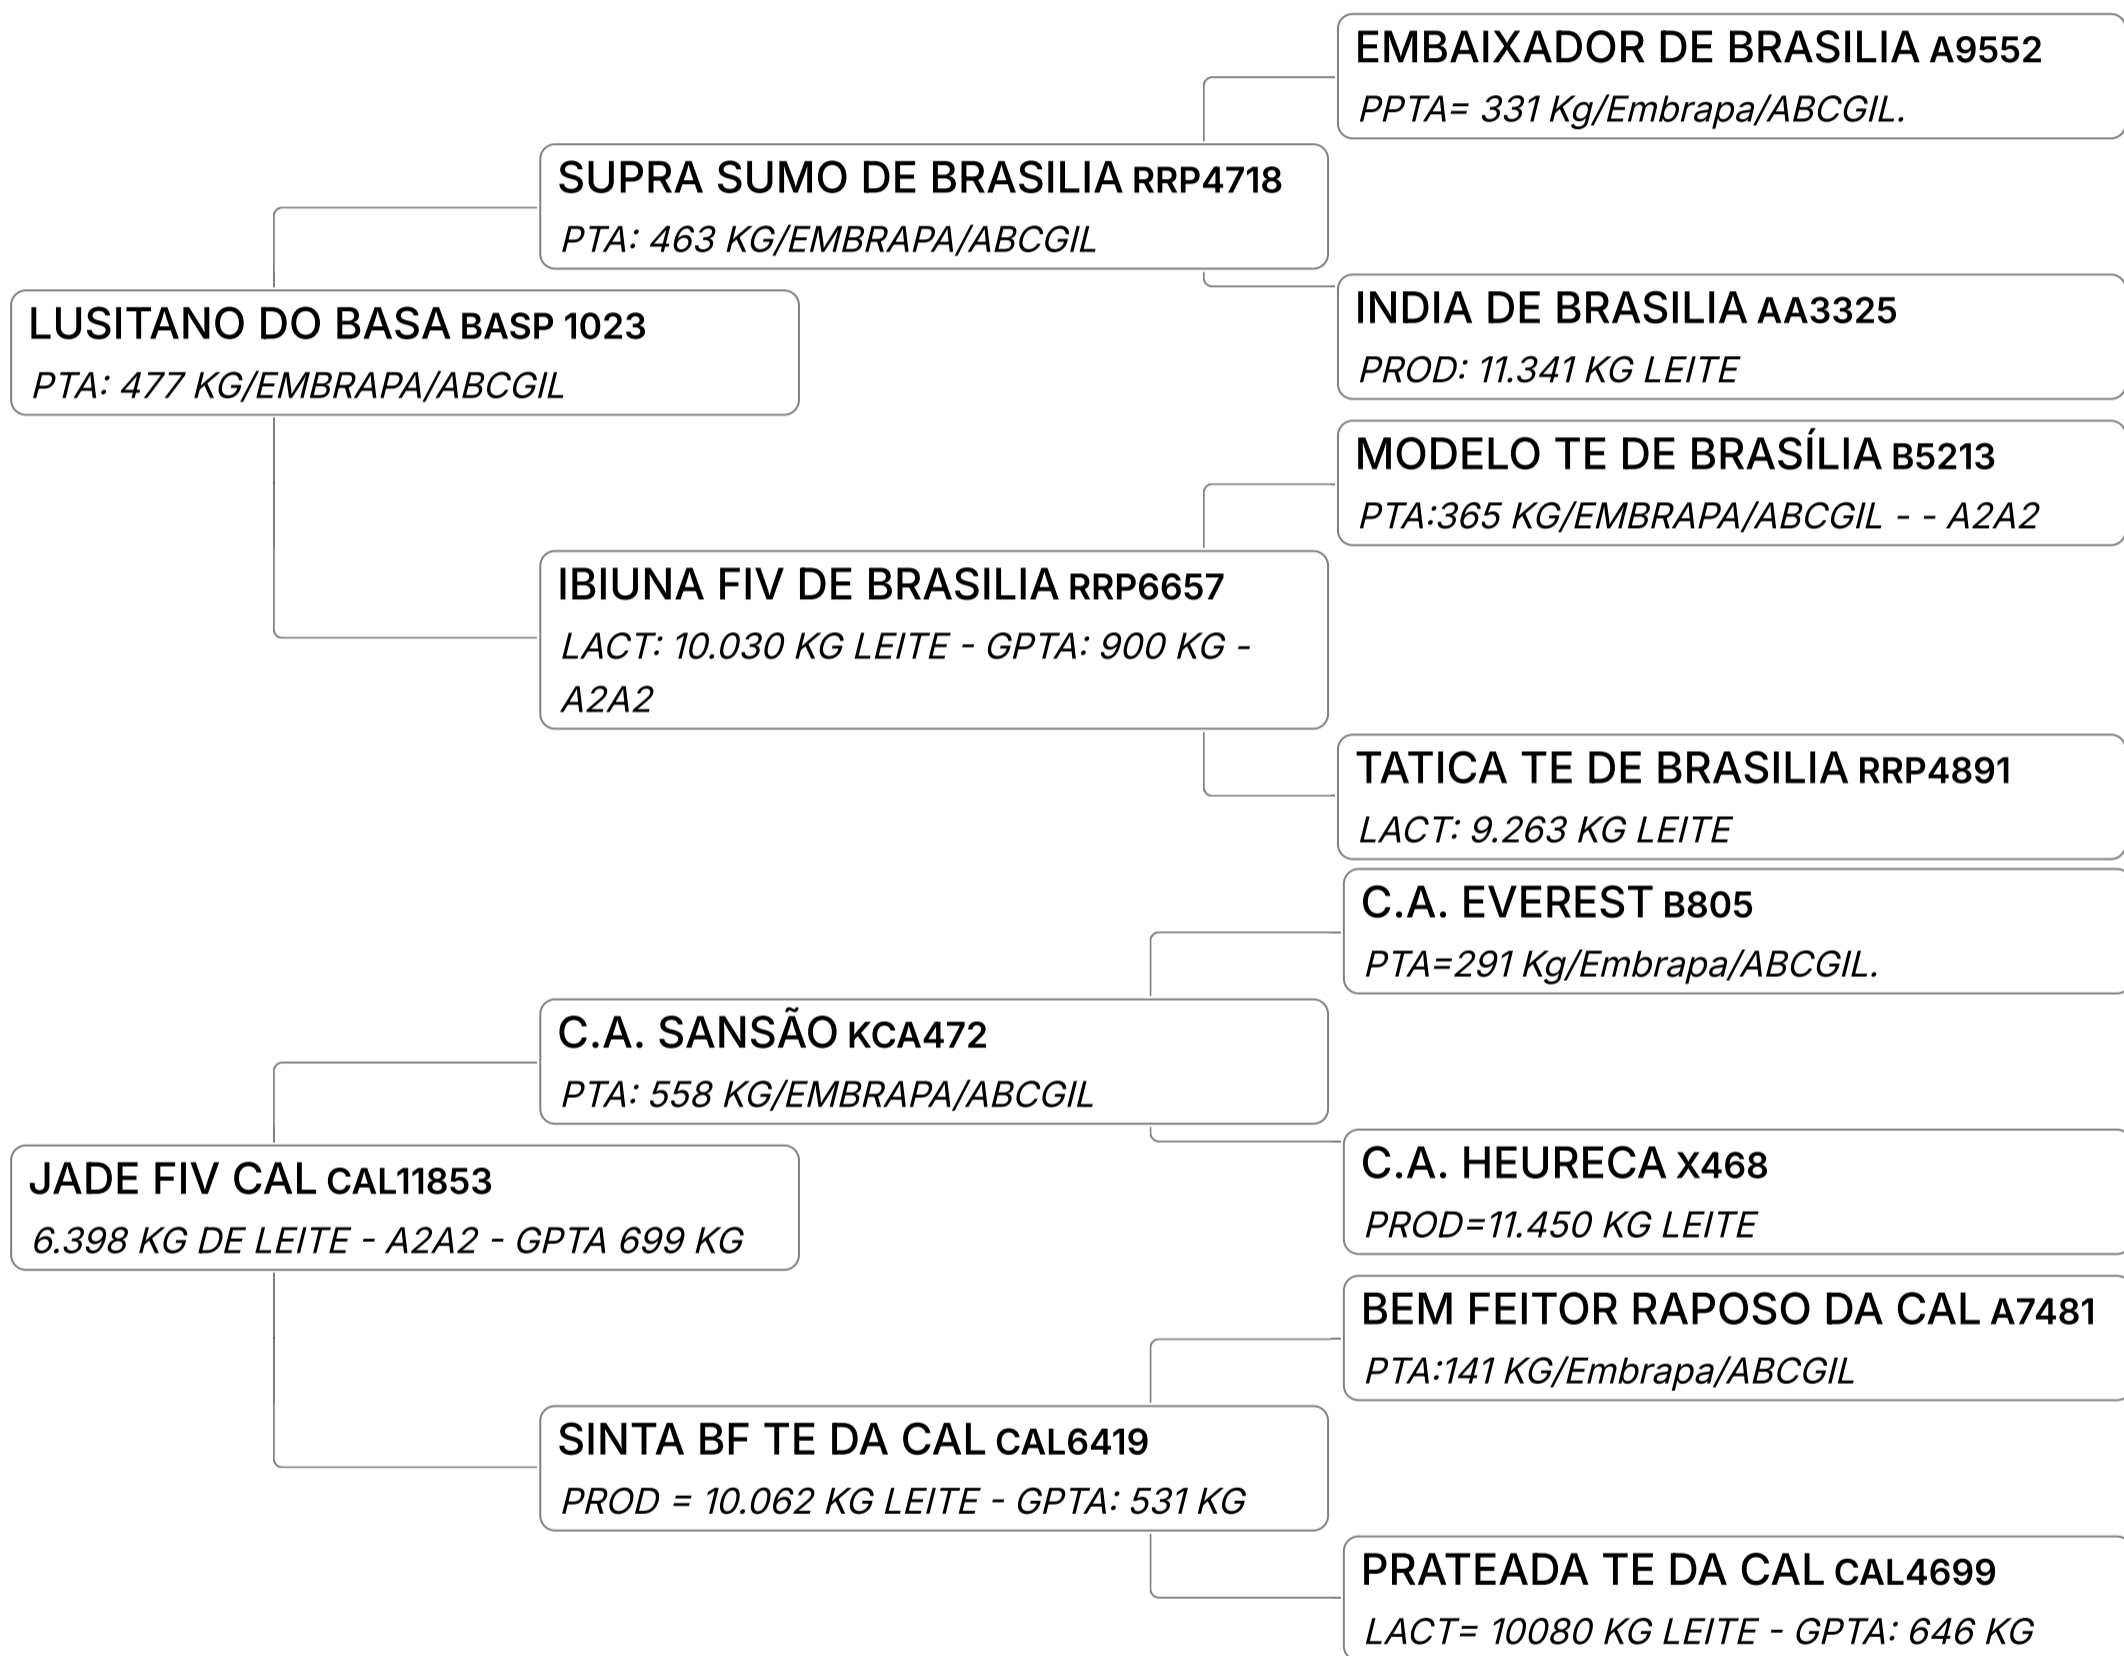 EMBAIXADOR DE BRASILIA A9552
PPTA= 331 Kg/Embrapa/ABCGIL.
SUPRA SUMO DE BRASILIA RRP4718
PTA: 463 KG/EMBRAPA/ABCGIL
INDIA DE BRASILIA AA3325
PROD: 11.341 KG LEITE
LUSITANO DO BASA BASP 1023
PTA: 477 KG/EMBRAPA/ABCGIL
MODELO TE DE BRASÍLIA B5213
PTA:365 KG/EMBRAPA/ABCGIL - - A2A2
IBIUNA FIV DE BRASILIA RRP6657
LACT: 10.030 KG LEITE - GPTA: 900 KG -
A2A2
TATICA TE DE BRASILIA RRP4891
LACT: 9.263 KG LEITE
C.A. EVEREST B805
PTA=291 Kg/Embrapa/ABCGIL.
C.A. SANSÃO KCA472
PTA: 558 KG/EMBRAPA/ABCGIL
C.A. HEURECA X468
PROD=11.450 KG LEITE
JADE FIV CAL CAL11853
6.398 KG DE LEITE - A2A2 - GPTA 699 KG
BEM FEITOR RAPOSO DA CAL A7481
PTA:141 KG/Embrapa/ABCGIL
SINTA BF TE DA CAL CAL6419
PROD = 10.062 KG LEITE - GPTA: 531 KG
PRATEADA TE DA CAL CAL4699
LACT= 10080 KG LEITE - GPTA: 646 KG